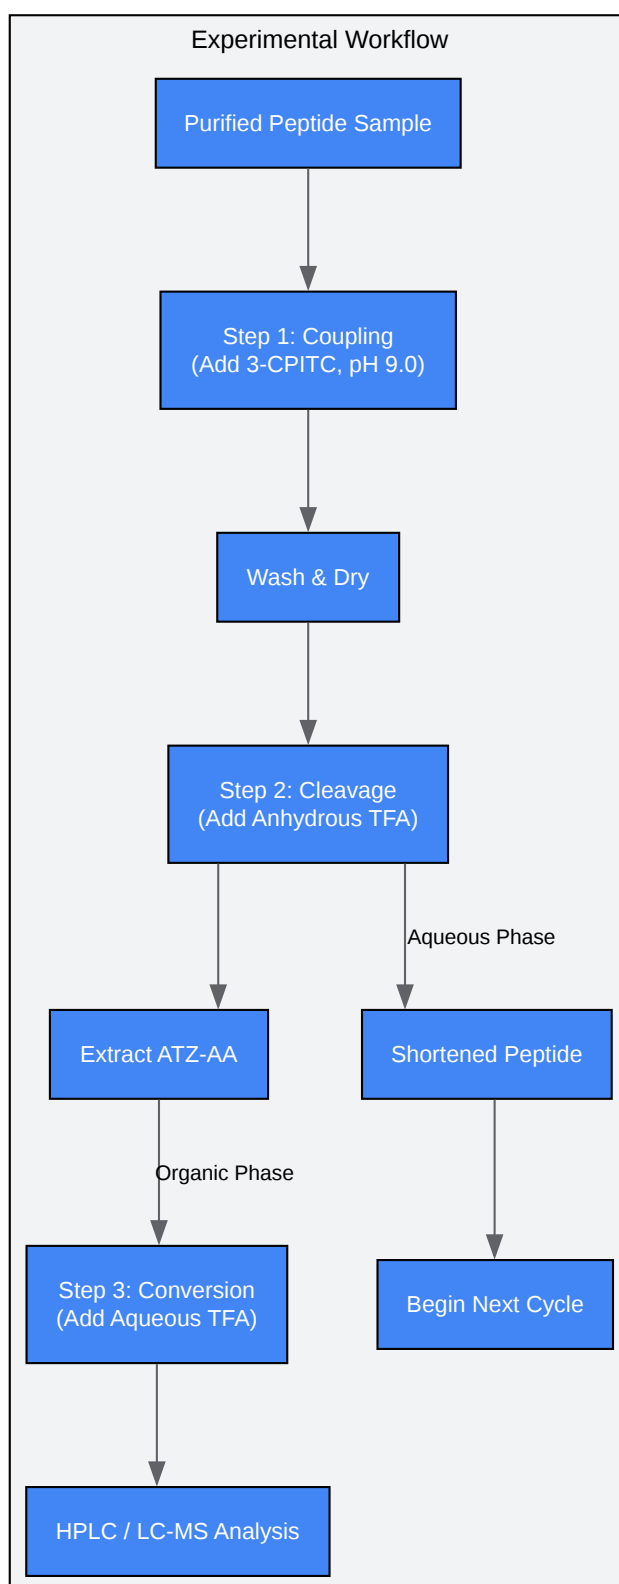 Experimental Workflow
Purified Peptide Sample
Step 1: Coupling
(Add 3-CPITC, pH 9.0)
Wash & Dry
Step 2: Cleavage
(Add Anhydrous TFA)
Aqueous Phase
Extract ATZ-AA
Shortened Peptide
Organic Phase
Step 3: Conversion
(Add Aqueous TFA)
Begin Next Cycle
HPLC / LC-MS Analysis